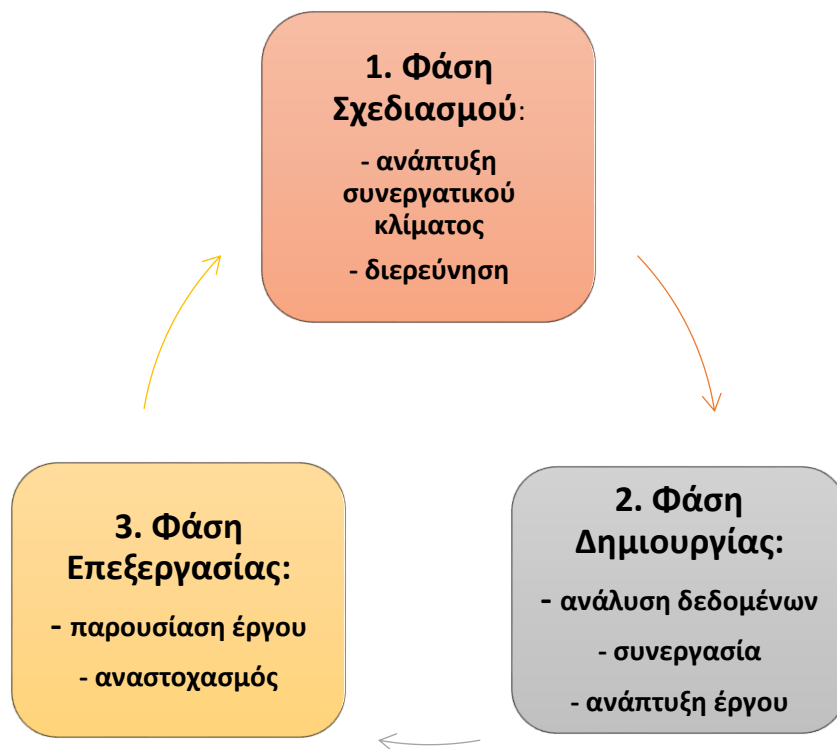 1. Φάση
Σχεδιασμού:
- ανάπτυξη
συνεργατικού
κλίματος
- διερεύνηση
2. Φάση
Δημιουργίας:
- ανάλυση δεδομένων
- συνεργασία
- ανάπτυξη έργου
3. Φάση
Επεξεργασίας:
- παρουσίαση έργου
- αναστοχασμός